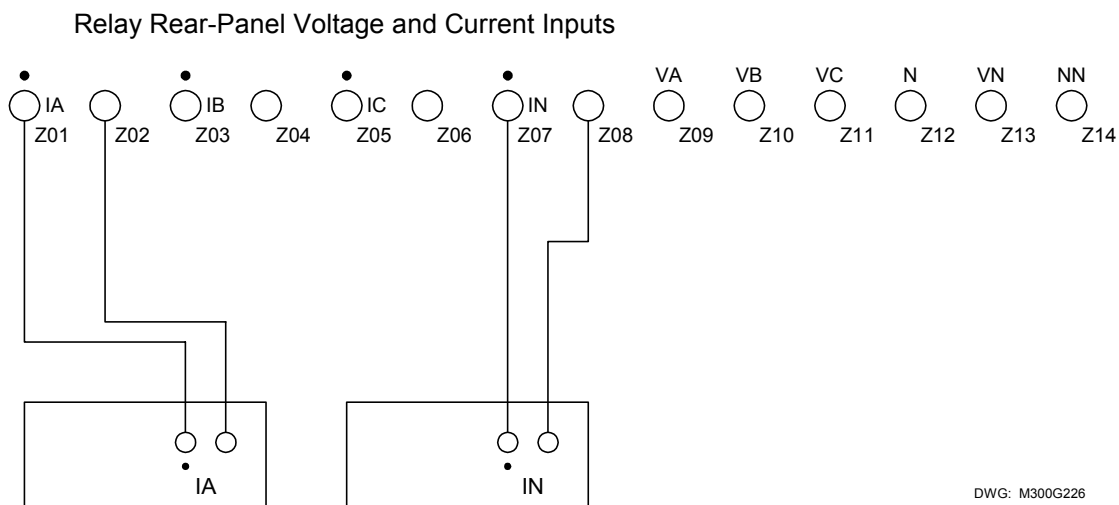 Relay Rear-Panel Voltage and Current Inputs
VA VB VC N VN NN
IA IB IC IN
Z01 Z02 Z03 Z04 Z05 Z06 Z07 Z08 Z09 Z10 Z11 Z12 Z13 Z14
IA IN
DWG: M300G226